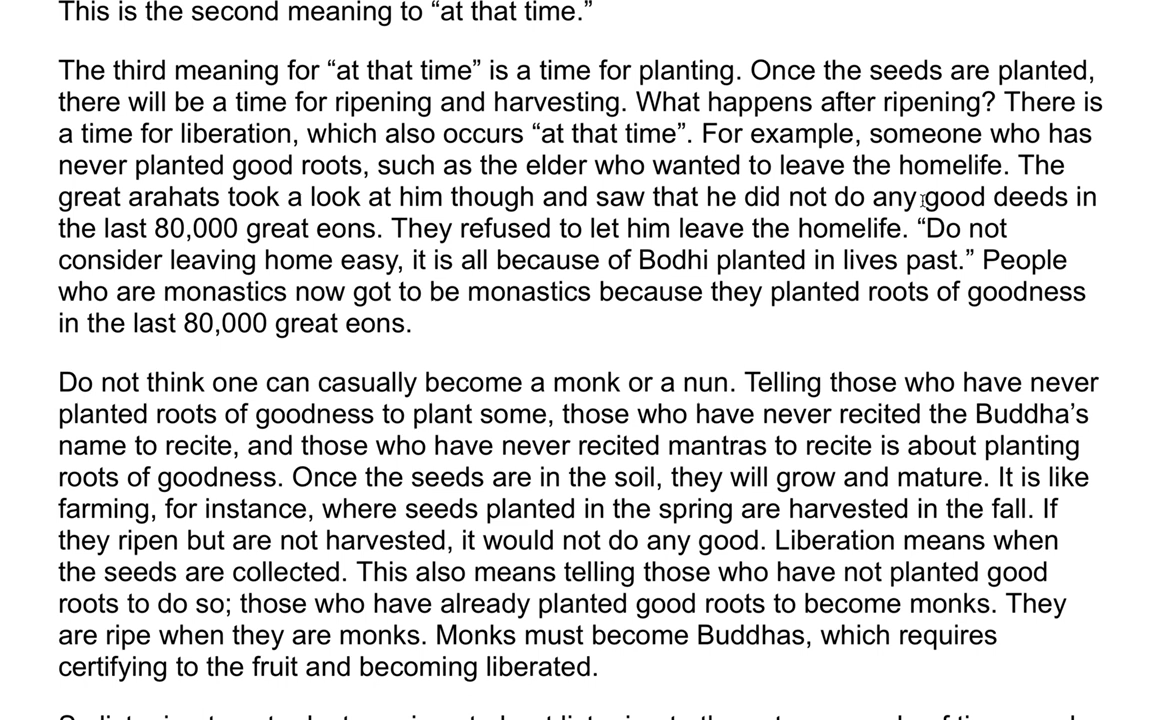 This is the second meaning to “at that time.”
The third meaning for “at that time” is a time for planting. Once the seeds are planted,
there will be a time for ripening and harvesting. What happens after ripening? There is
a time for liberation, which also occurs “at that time”. For example, someone who has
never planted good roots, such as the elder who wanted to leave the homelife. The
great arahats took a look at him though and saw that he did not do any good deeds in
the last 80,000 great eons. They refused to let him leave the homelife. “Do not
consider leaving home easy, it is all because of Bodhi planted in lives past.” People
who are monastics now got to be monastics because they planted roots of goodness
in the last 80,000 great eons.
Do not think one can casually become a monk or a nun. Telling those who have never
planted roots of goodness to plant some, those who have never recited the Buddha’s
name to recite, and those who have never recited mantras to recite is about planting
roots of goodness. Once the seeds are in the soil, they will grow and mature. It is like
farming, for instance, where seeds planted in the spring are harvested in the fall. If
they ripen but are not harvested, it would not do any good. Liberation means when
the seeds are collected. This also means telling those who have not planted good
roots to do so; those who have already planted good roots to become monks. They
are ripe when they are monks. Monks must become Buddhas, which requires
certifying to the fruit and becoming liberated.